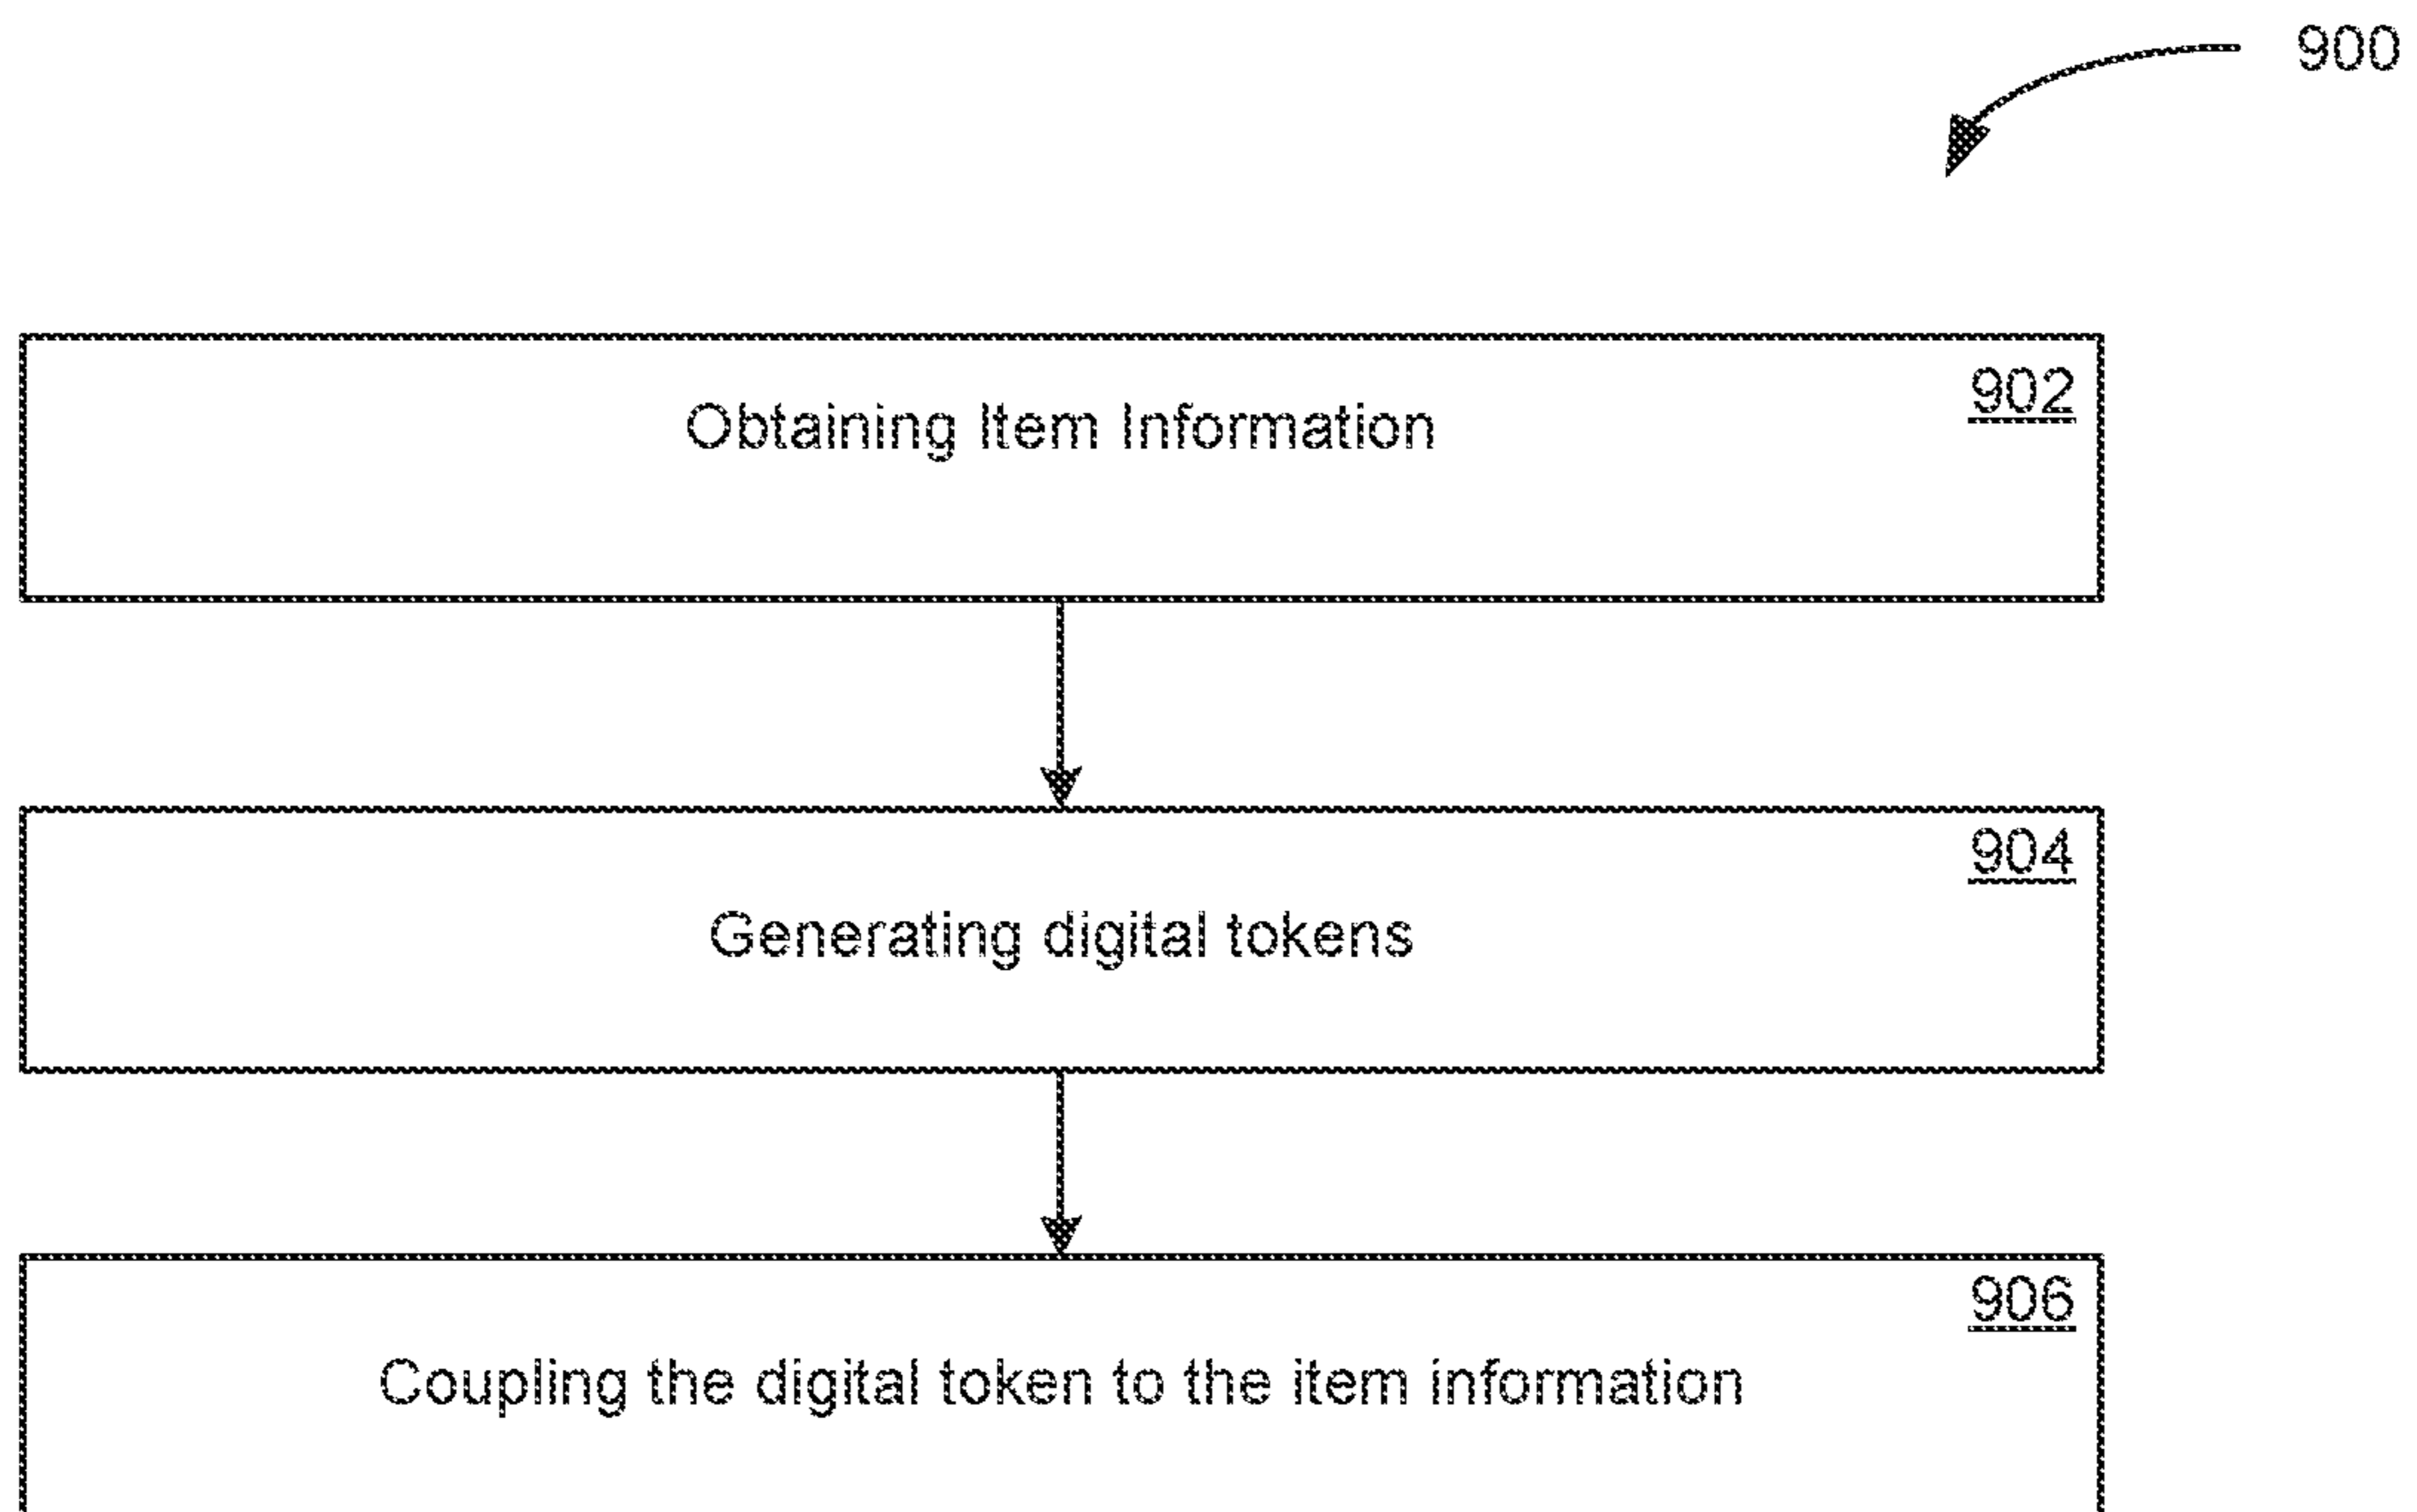 900
902
Obtaining Item Information
904
Generating digital tokens
906
Coupling the digital token to the item information